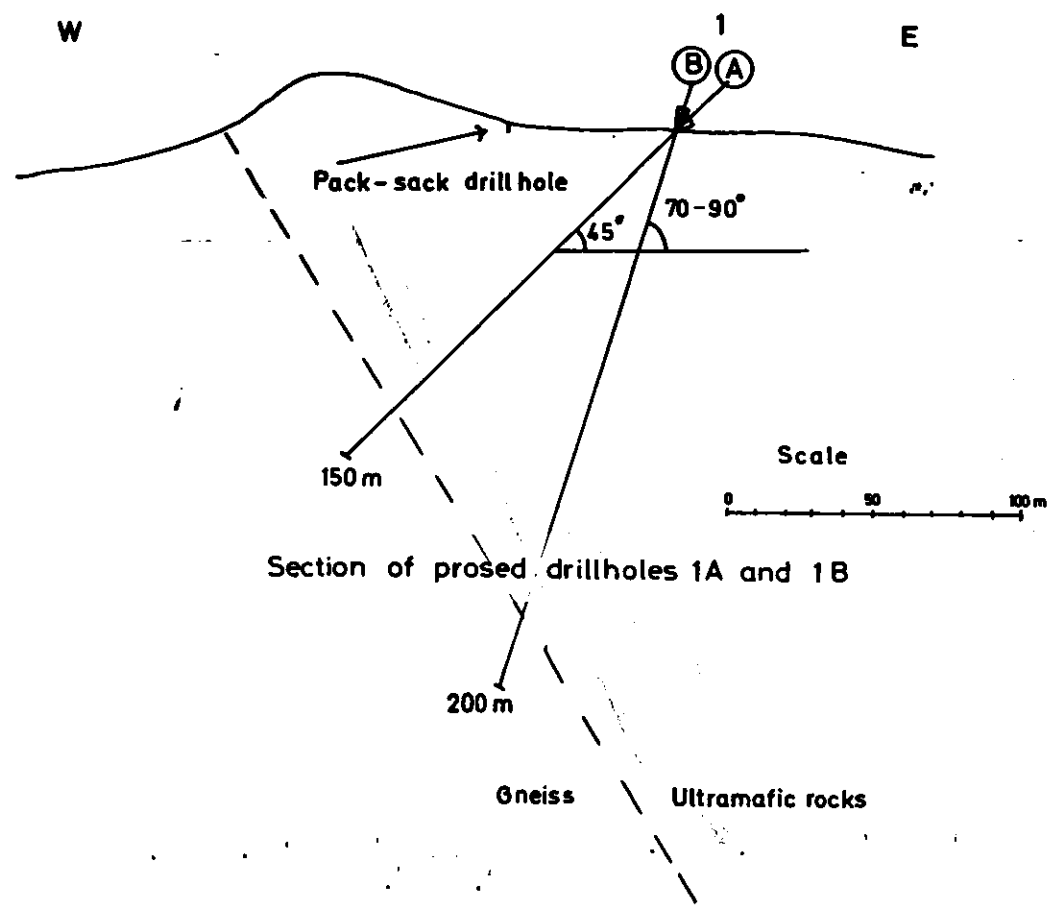 W
1
E
B A
Pack-sack drill hole
70-90°
45°
150 m
Scale
0 50 100 m
Section of prosed drillholes 1A and 1B
200 m
Gneiss
Ultramafic rocks